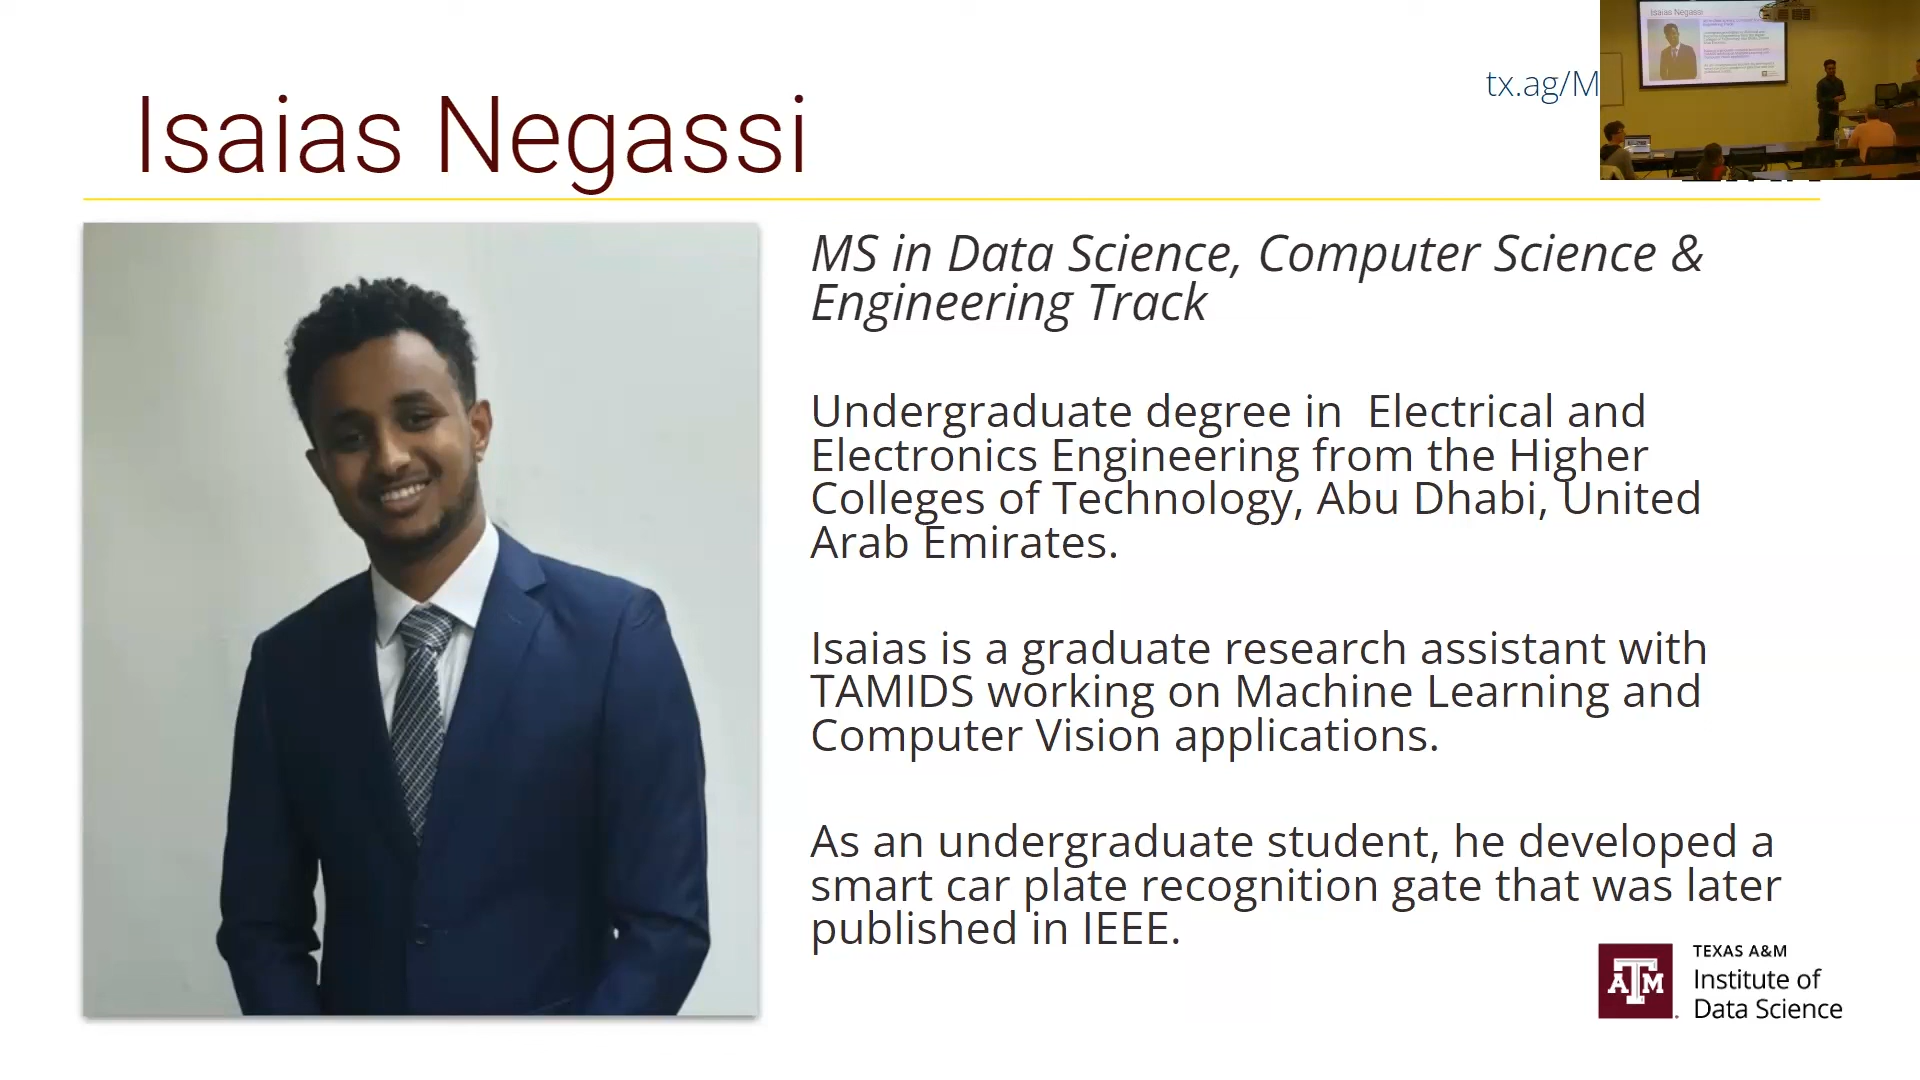 Isaias Negassi
tx.ag/M
MS in Data Science, Computer Science &
Engineering Track
Undergraduate degree in  Electrical and
Electronics Engineering from the Higher
Colleges of Technology, Abu Dhabi, United
Arab Emirates.
Isaias is a graduate research assistant with
TAMIDS working on Machine Learning and
Computer Vision applications.
As an undergraduate student, he developed a
smart car plate recognition gate that was later
published in IEEE.
ATM
TEXAS A&M
Institute of
Data Science
Isaias Negassi